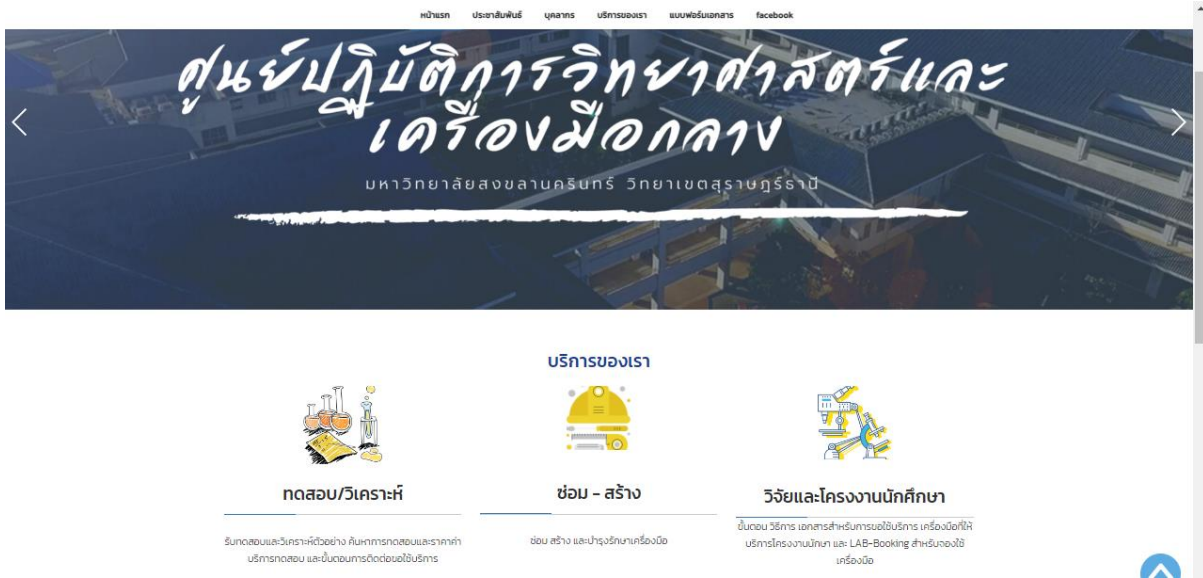 หน้าแรก ประชาสัมพันธ์ บุคลากร บริการของเรา แบบฟอร์มเอกสาร facebook
ศูนย์ปฏิบัติการวิทยาศาสตร์และ
เครื่องมือกลาง
มหาวิทยาลัยสงขลานครินทร์ วิทยาเขตสุราษฎร์ธานี
บริการของเรา
ทดสอบ/วิเคราะห์ ซ่อม - สร้าง วิจัยและโครงงานนักศึกษา
รับทดสอบและวิเคราะห์ตัวอย่าง ค้นหาการทดสอบและราคาค่า
บริการทดสอบ และขั้นตอนการติดต่อขอใช้บริการ
ซ่อม สร้าง และบำรุงรักษาเครื่องมือ
ขั้นตอน วิธีการ เอกสารสำหรับการขอใช้บริการ เครื่องมือที่ให้
บริการโครงงานนักษา และ LAB-Booking สำหรับจองใช้
เครื่องมือ